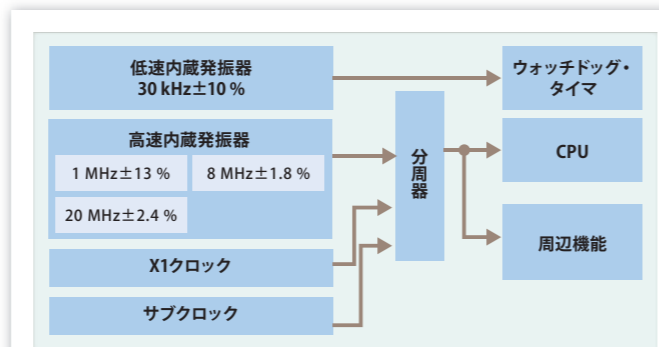 低速内蔵発振器
30 kHz±10 %
ウォッチドッグ・
タイマ
高速内蔵発振器
1 MHz±13 %
8 MHz±1.8 %
20 MHz±2.4 %
分周器
CPU
周辺機能
X1クロック
サブクロック